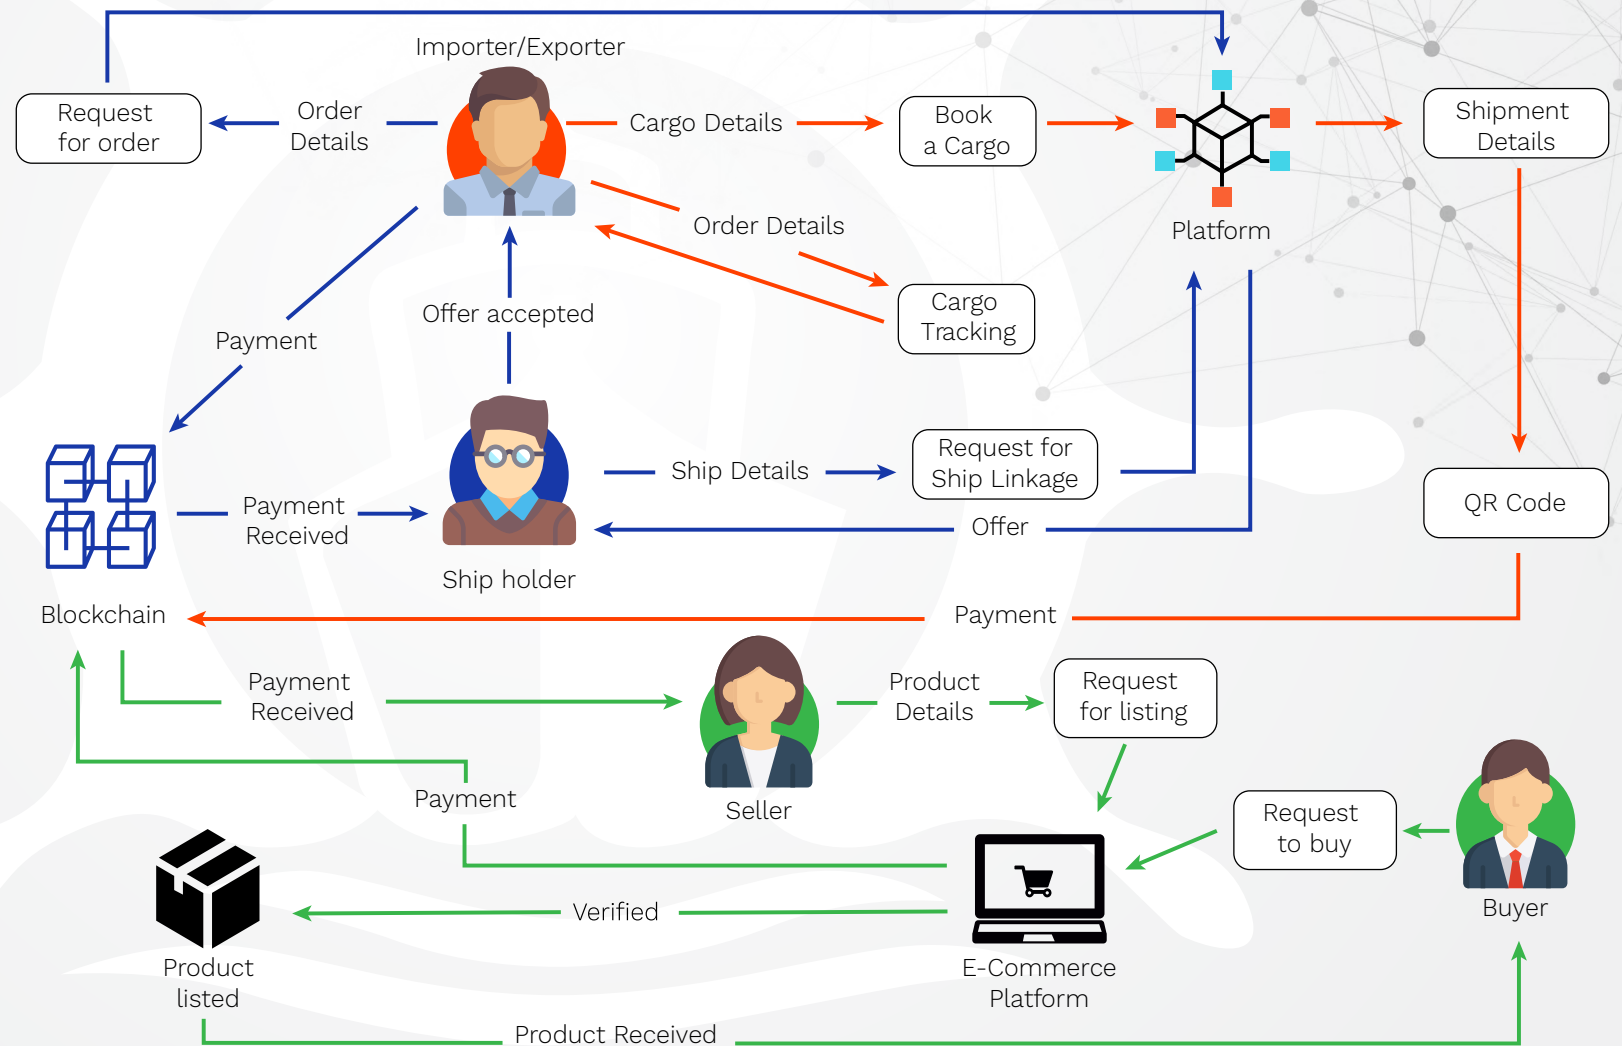 Importer/Exporter
Request
for order
Order
Details
Cargo Details
Book
a Cargo
Shipment
Details
Order Details
Platform
Cargo
Tracking
Offer accepted
Payment
Request for
Ship Linkage
Ship Details
QR Code
Payment
Received
Offer
Ship holder
Blockchain
Payment
Payment
Received
Product
Details
Request
for listing
Payment
Seller
Request
to buy
Buyer
Verified
Product
listed
E-Commerce
Platform
Product Received